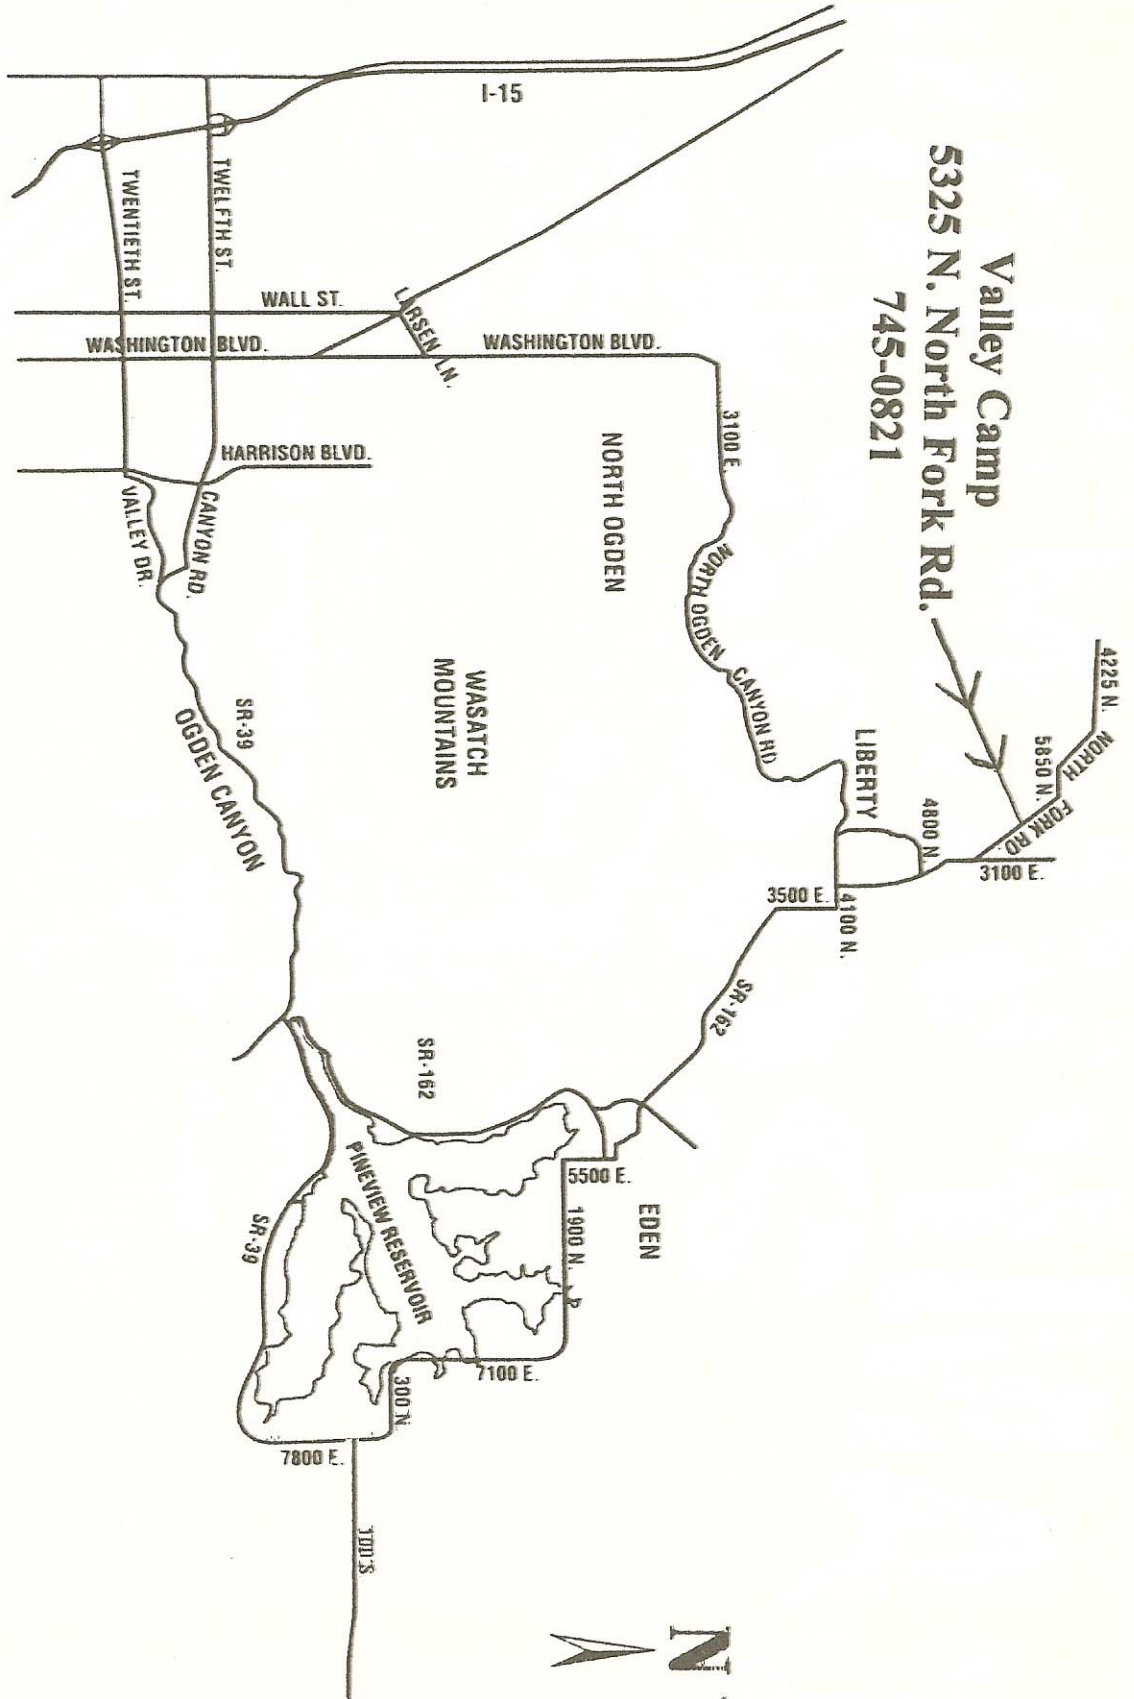 Valley Camp
5325 N. North Fork Rd.
745-0821
4225 N.
NORTH FORK RD.
5850 N.
3100 E.
4800 N.
LIBERTY
4100 N.
3500 E.
SR-162
NORTH OGDEN CANYON RD
3100 E.
WASHINGTON BLVD.
NORTH OGDEN
I-15
LARSEN LN.
WALL ST.
WASHINGTON BLVD.
TWELFTH ST.
TWENTIETH ST.
HARRISON BLVD.
CANYON RD.
VALLEY DR.
WASATCH
MOUNTAINS
SR-39
OGDEN CANYON
SR-162
EDEN
5500 E.
1900 N.
PINEVIEW RESERVOIR
SR-39
7100 E.
300 N.
7800 E.
100 S
N